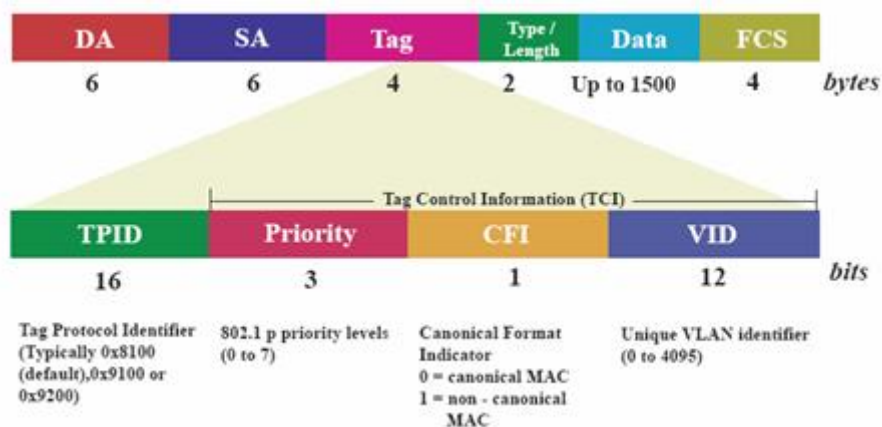 DA SA Tag Type / Length Data FCS
6 6 4 2 Up to 1500 4 bytes
Tag Control Information (TCI)
TPID Priority CFI VID
16 3 1 12 bits
Tag Protocol Identifier
(Typically 0x8100
(default),0x9100 or
0x9200)
802.1 p priority levels
(0 to 7)
Canonical Format
Indicator
0 = canonical MAC
1 = non - canonical
MAC
Unique VLAN identifier
(0 to 4095)